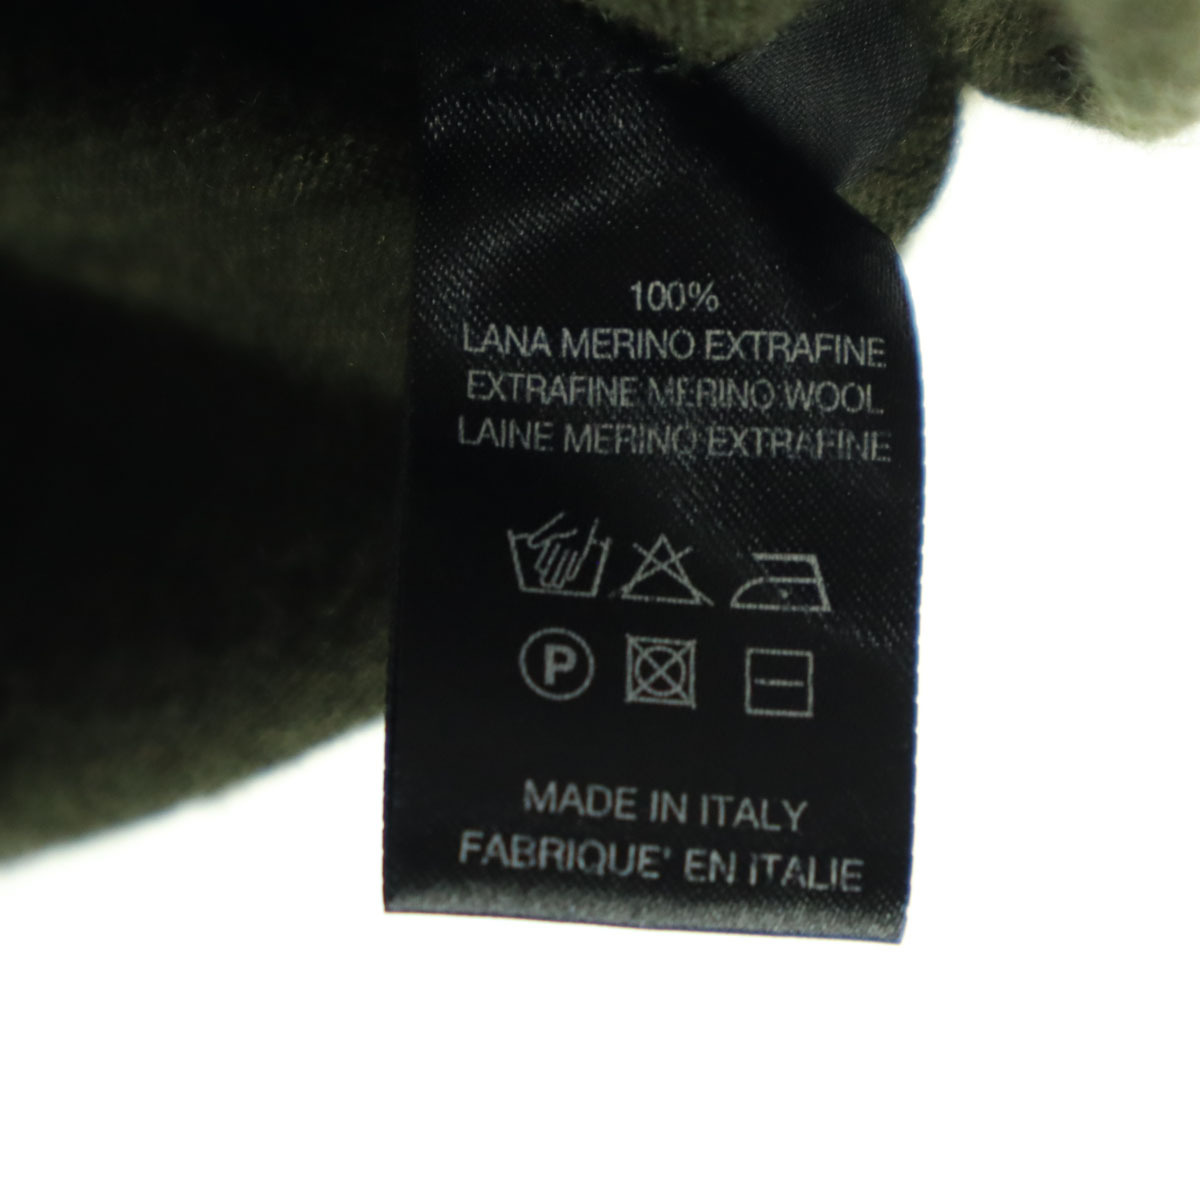 100%
LANA MERINO EXTRAFINE
EXTRAFINE MERINO WOOL
LAINE MERINO EXTRAFINE
P
MADE IN ITALY
FABRIQUE' EN ITALIE